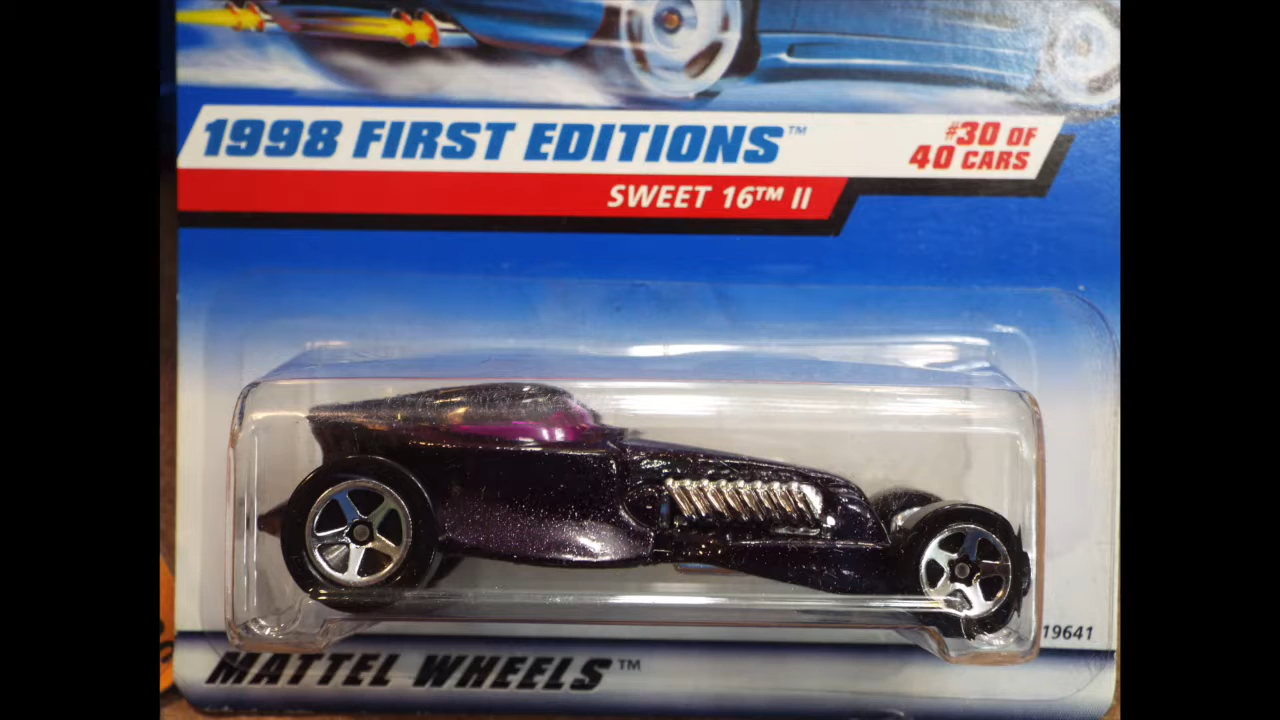 1998 FIRST EDITIONS™
#30 OF
40 CARS
SWEET 16™ II
19641
MATTEL WHEELS™